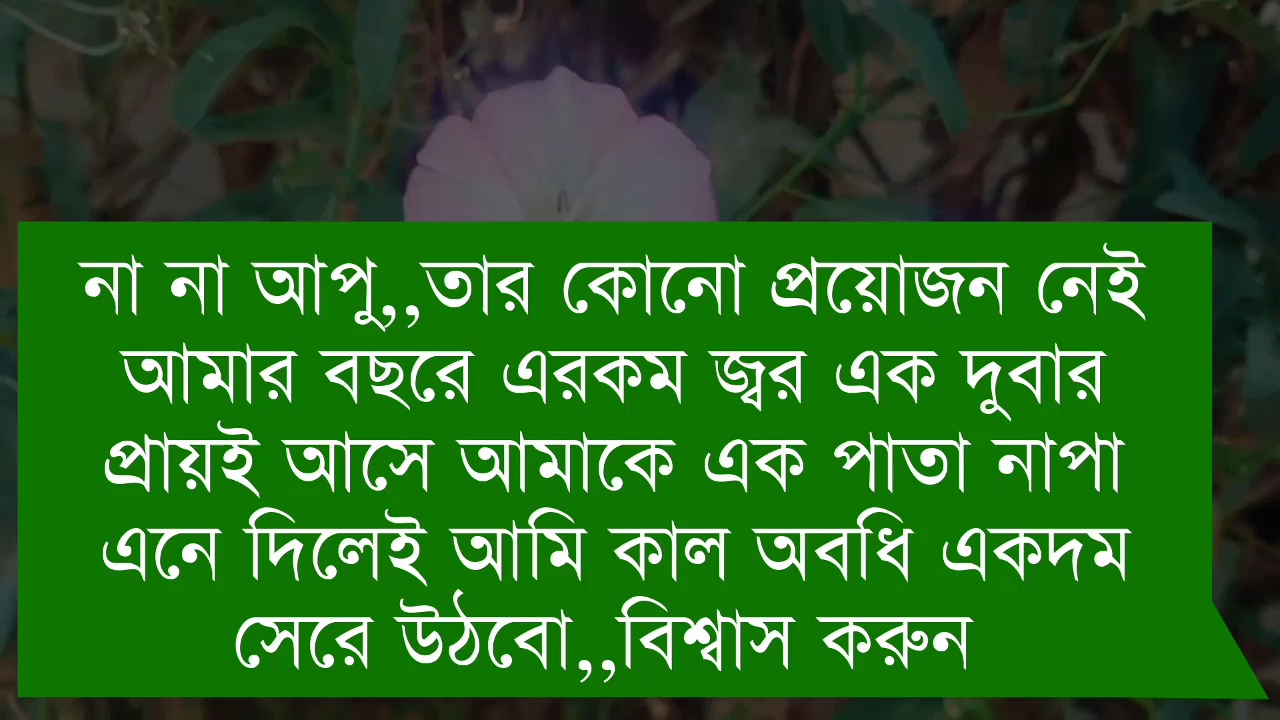 না না আপু,,তার কোনো প্রয়োজন নেই
আমার বছরে এরকম জ্বর এক দুবার
প্রায়ই আসে আমাকে এক পাতা নাপা
এনে দিলেই আমি কাল অবধি একদম
সেরে উঠবো,,বিশ্বাস করুন